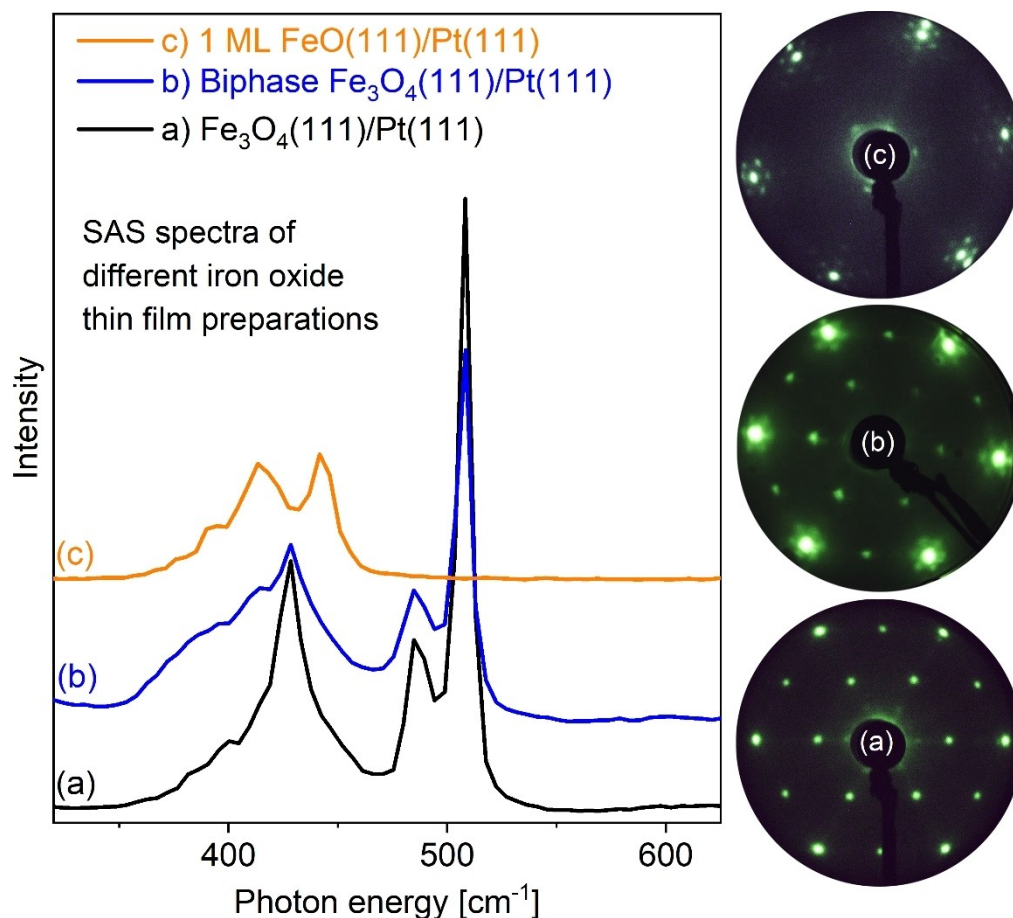 c) 1 ML FeO(111)/Pt(111)
b) Biphase Fe₃O₄(111)/Pt(111)
a) Fe₃O₄(111)/Pt(111)
SAS spectra of
different iron oxide
thin film preparations
Intensity
(c)
(b)
(a)
400
500
600
Photon energy [cm⁻¹]
(c)
(b)
(a)